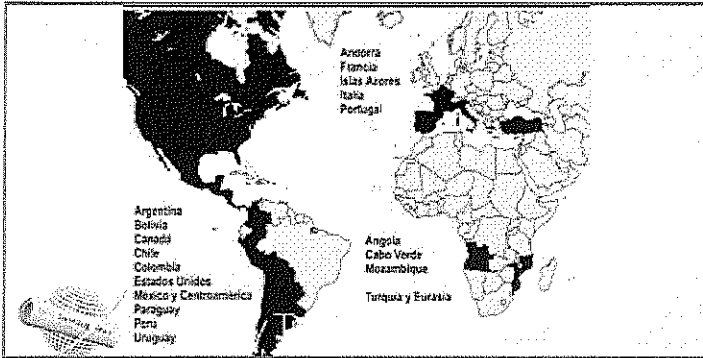 Andorra
Francia
Islas Azores
Italia
Portugal
Argentina
Bolivia
Canadá
Chile
Colombia
Estados Unidos
México y Centroamérica
Paraguay
Perú
Uruguay
Angola
Cabo Verde
Mozambique
Turquía y Eurasia